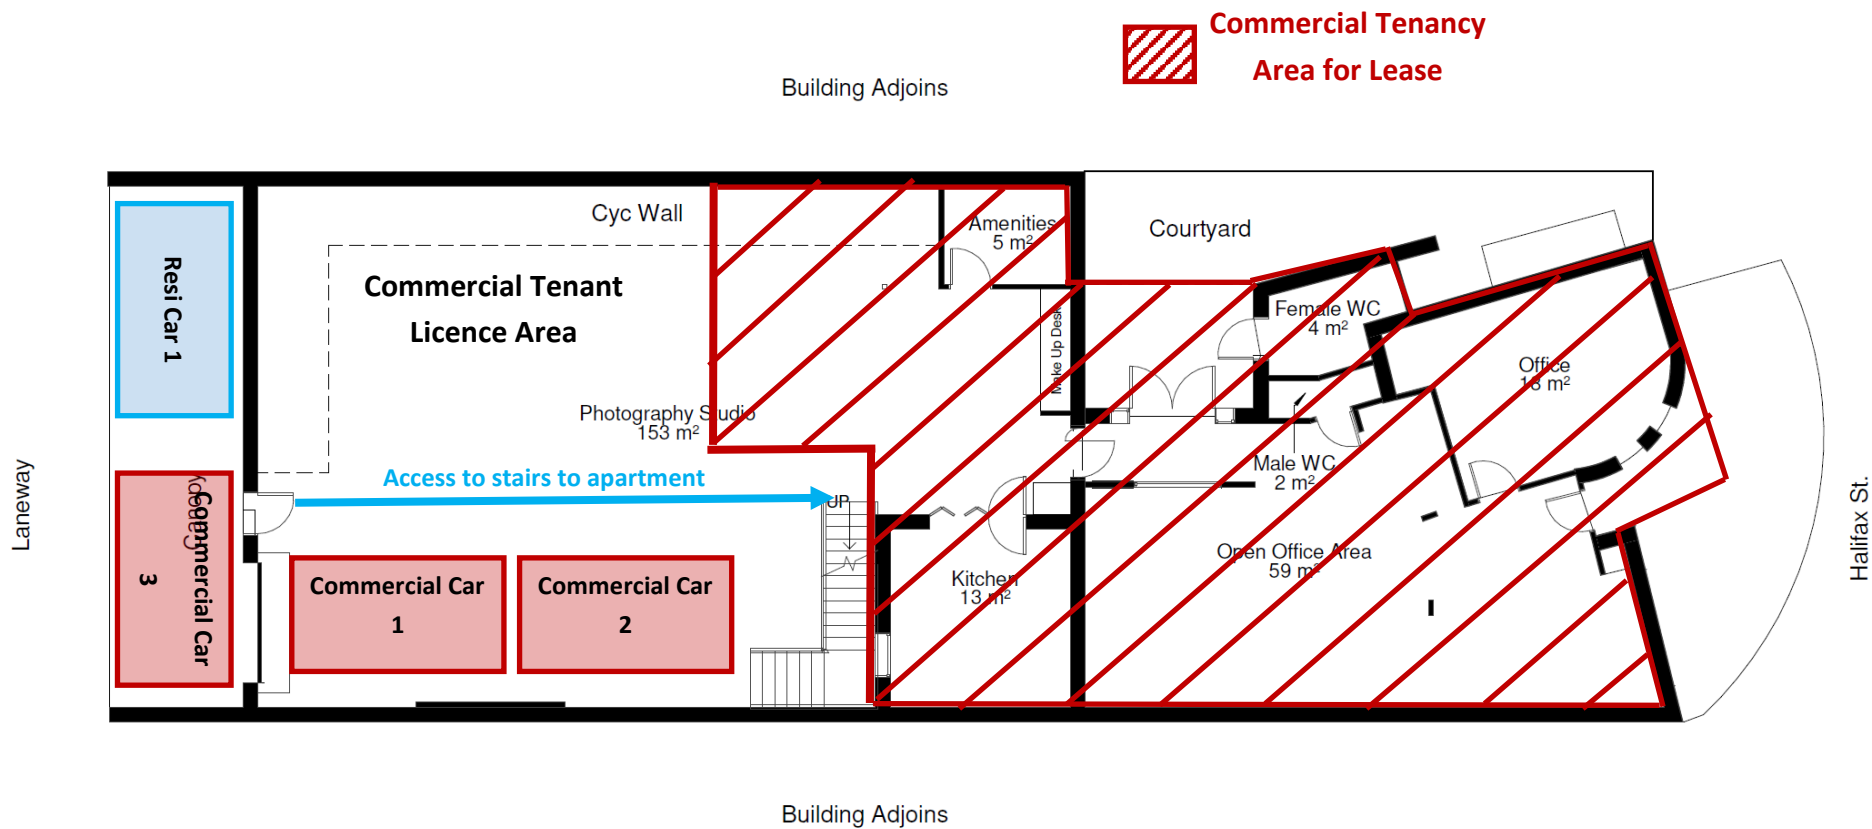 Commercial Tenancy
Area for Lease
Building Adjoins
Cyc Wall
Amenities
5 m²
Courtyard
Resi Car 1
Commercial Tenant
Licence Area
Make Up Desk
Female WC
4 m²
Office
18 m²
Photography Studio
153 m²
Access to stairs to apartment
UP
Male WC
2 m²
Laneway
Canopy
Commercial Car
3
Commercial Car
1
Commercial Car
2
Kitchen
13 m²
Open Office Area
59 m²
Halifax St.
Building Adjoins